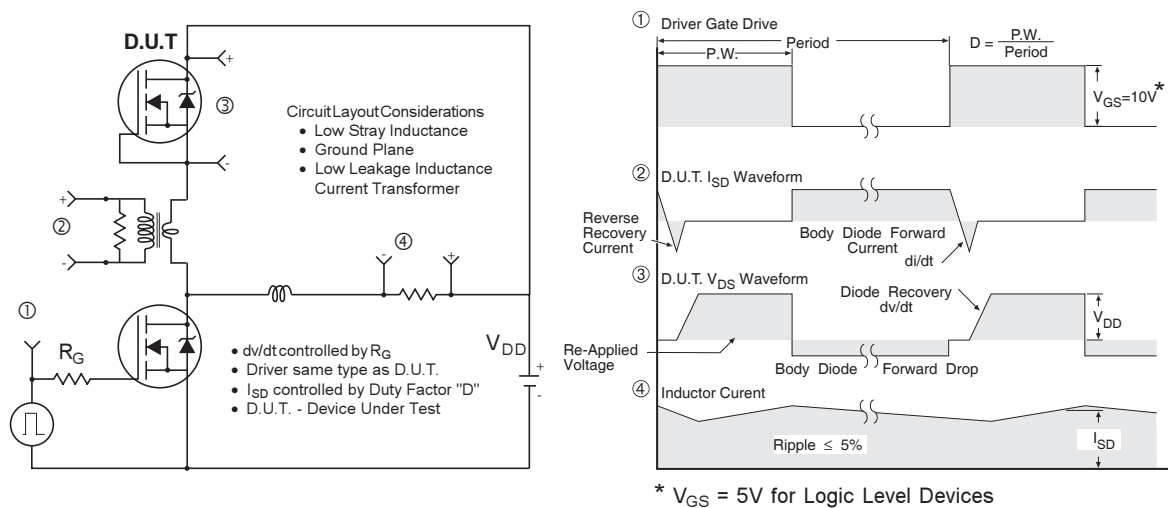 D.U.T
+
③
-
Circuit Layout Considerations
• Low Stray Inductance
• Ground Plane
• Low Leakage Inductance
Current Transformer
+
②
-
④
-
+
①
R_G
V_DD
+
-
• dv/dt controlled by R_G
• Driver same type as D.U.T.
• I_SD controlled by Duty Factor "D"
• D.U.T. - Device Under Test
① Driver Gate Drive
Period
P.W.
D = P.W. / Period
V_GS=10V*
② D.U.T. I_SD Waveform
Reverse
Recovery
Current
Body Diode Forward
Current
di/dt
③ D.U.T. V_DS Waveform
Diode Recovery
dv/dt
V_DD
Re-Applied
Voltage
Body Diode Forward Drop
④ Inductor Curent
Ripple ≤ 5%
I_SD
* V_GS = 5V for Logic Level Devices